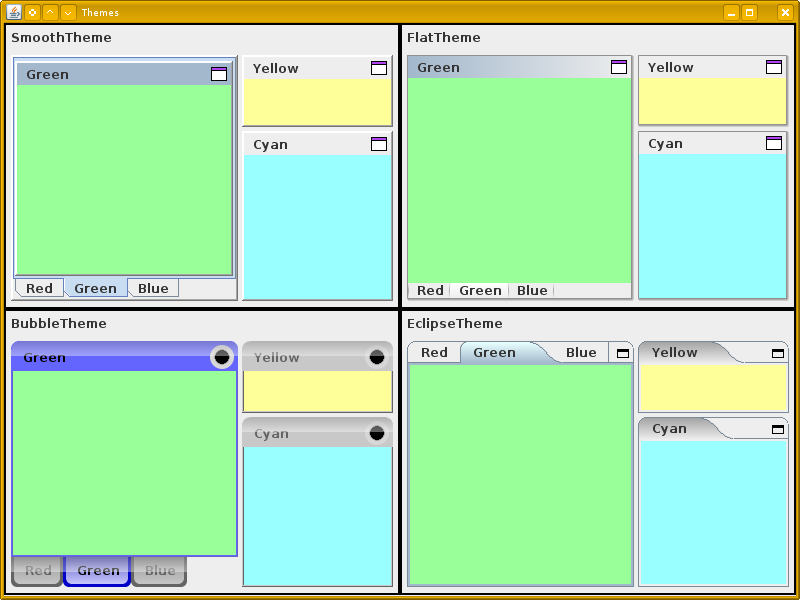 Themes
SmoothTheme
Green
Yellow
Cyan
Red Green Blue
FlatTheme
Green
Yellow
Cyan
Red Green Blue
BubbleTheme
Green
Yellow
Cyan
Red Green Blue
EclipseTheme
Red Green Blue
Yellow
Cyan